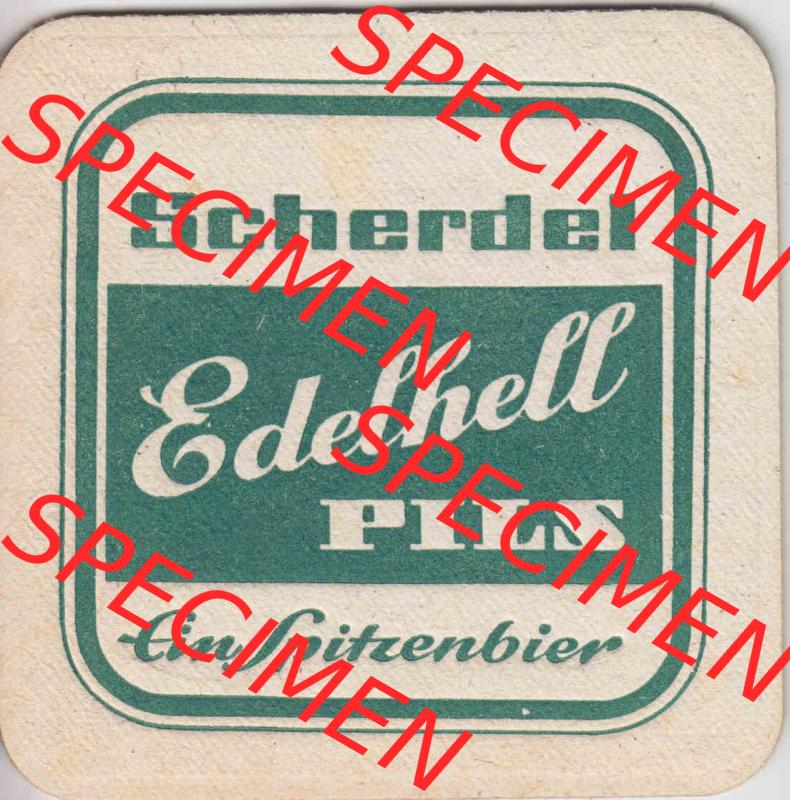 SPECIMEN
SPECIMEN
Scherdel
Edelhell
PILS
SPECIMEN
SPECIMEN
Ein Spitzenbier